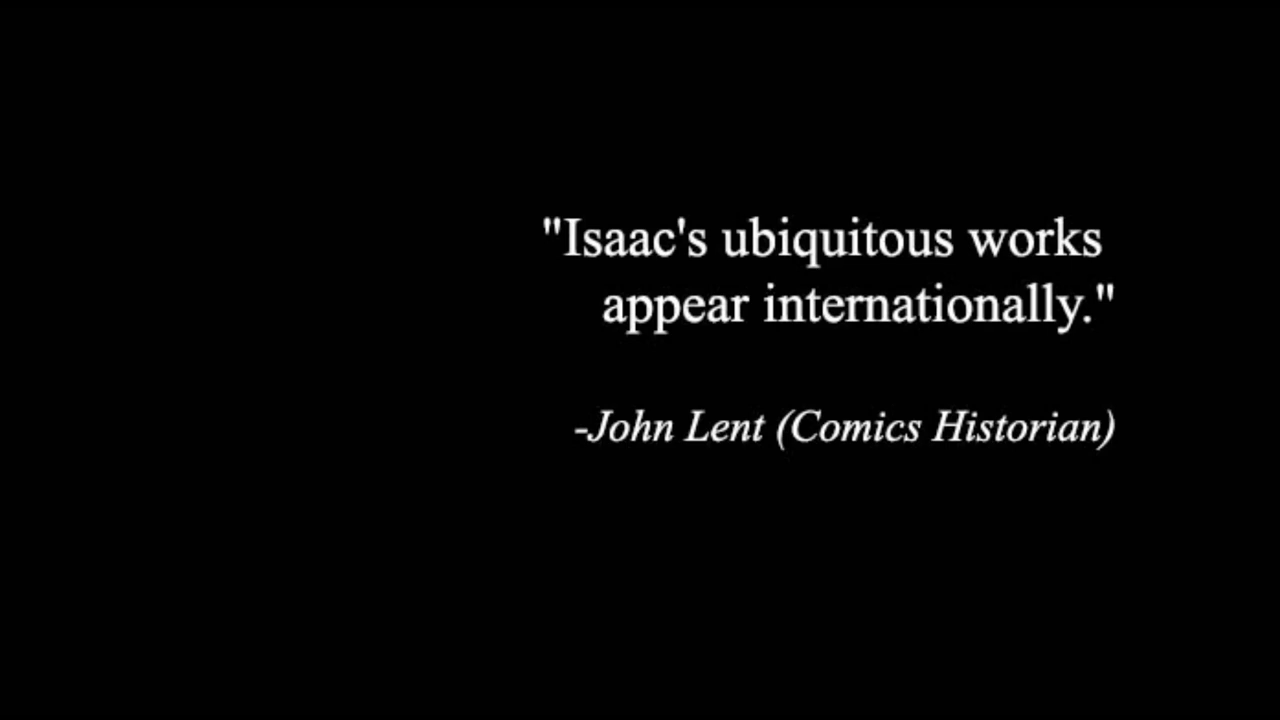 "Isaac's ubiquitous works
appear internationally."
-John Lent (Comics Historian)